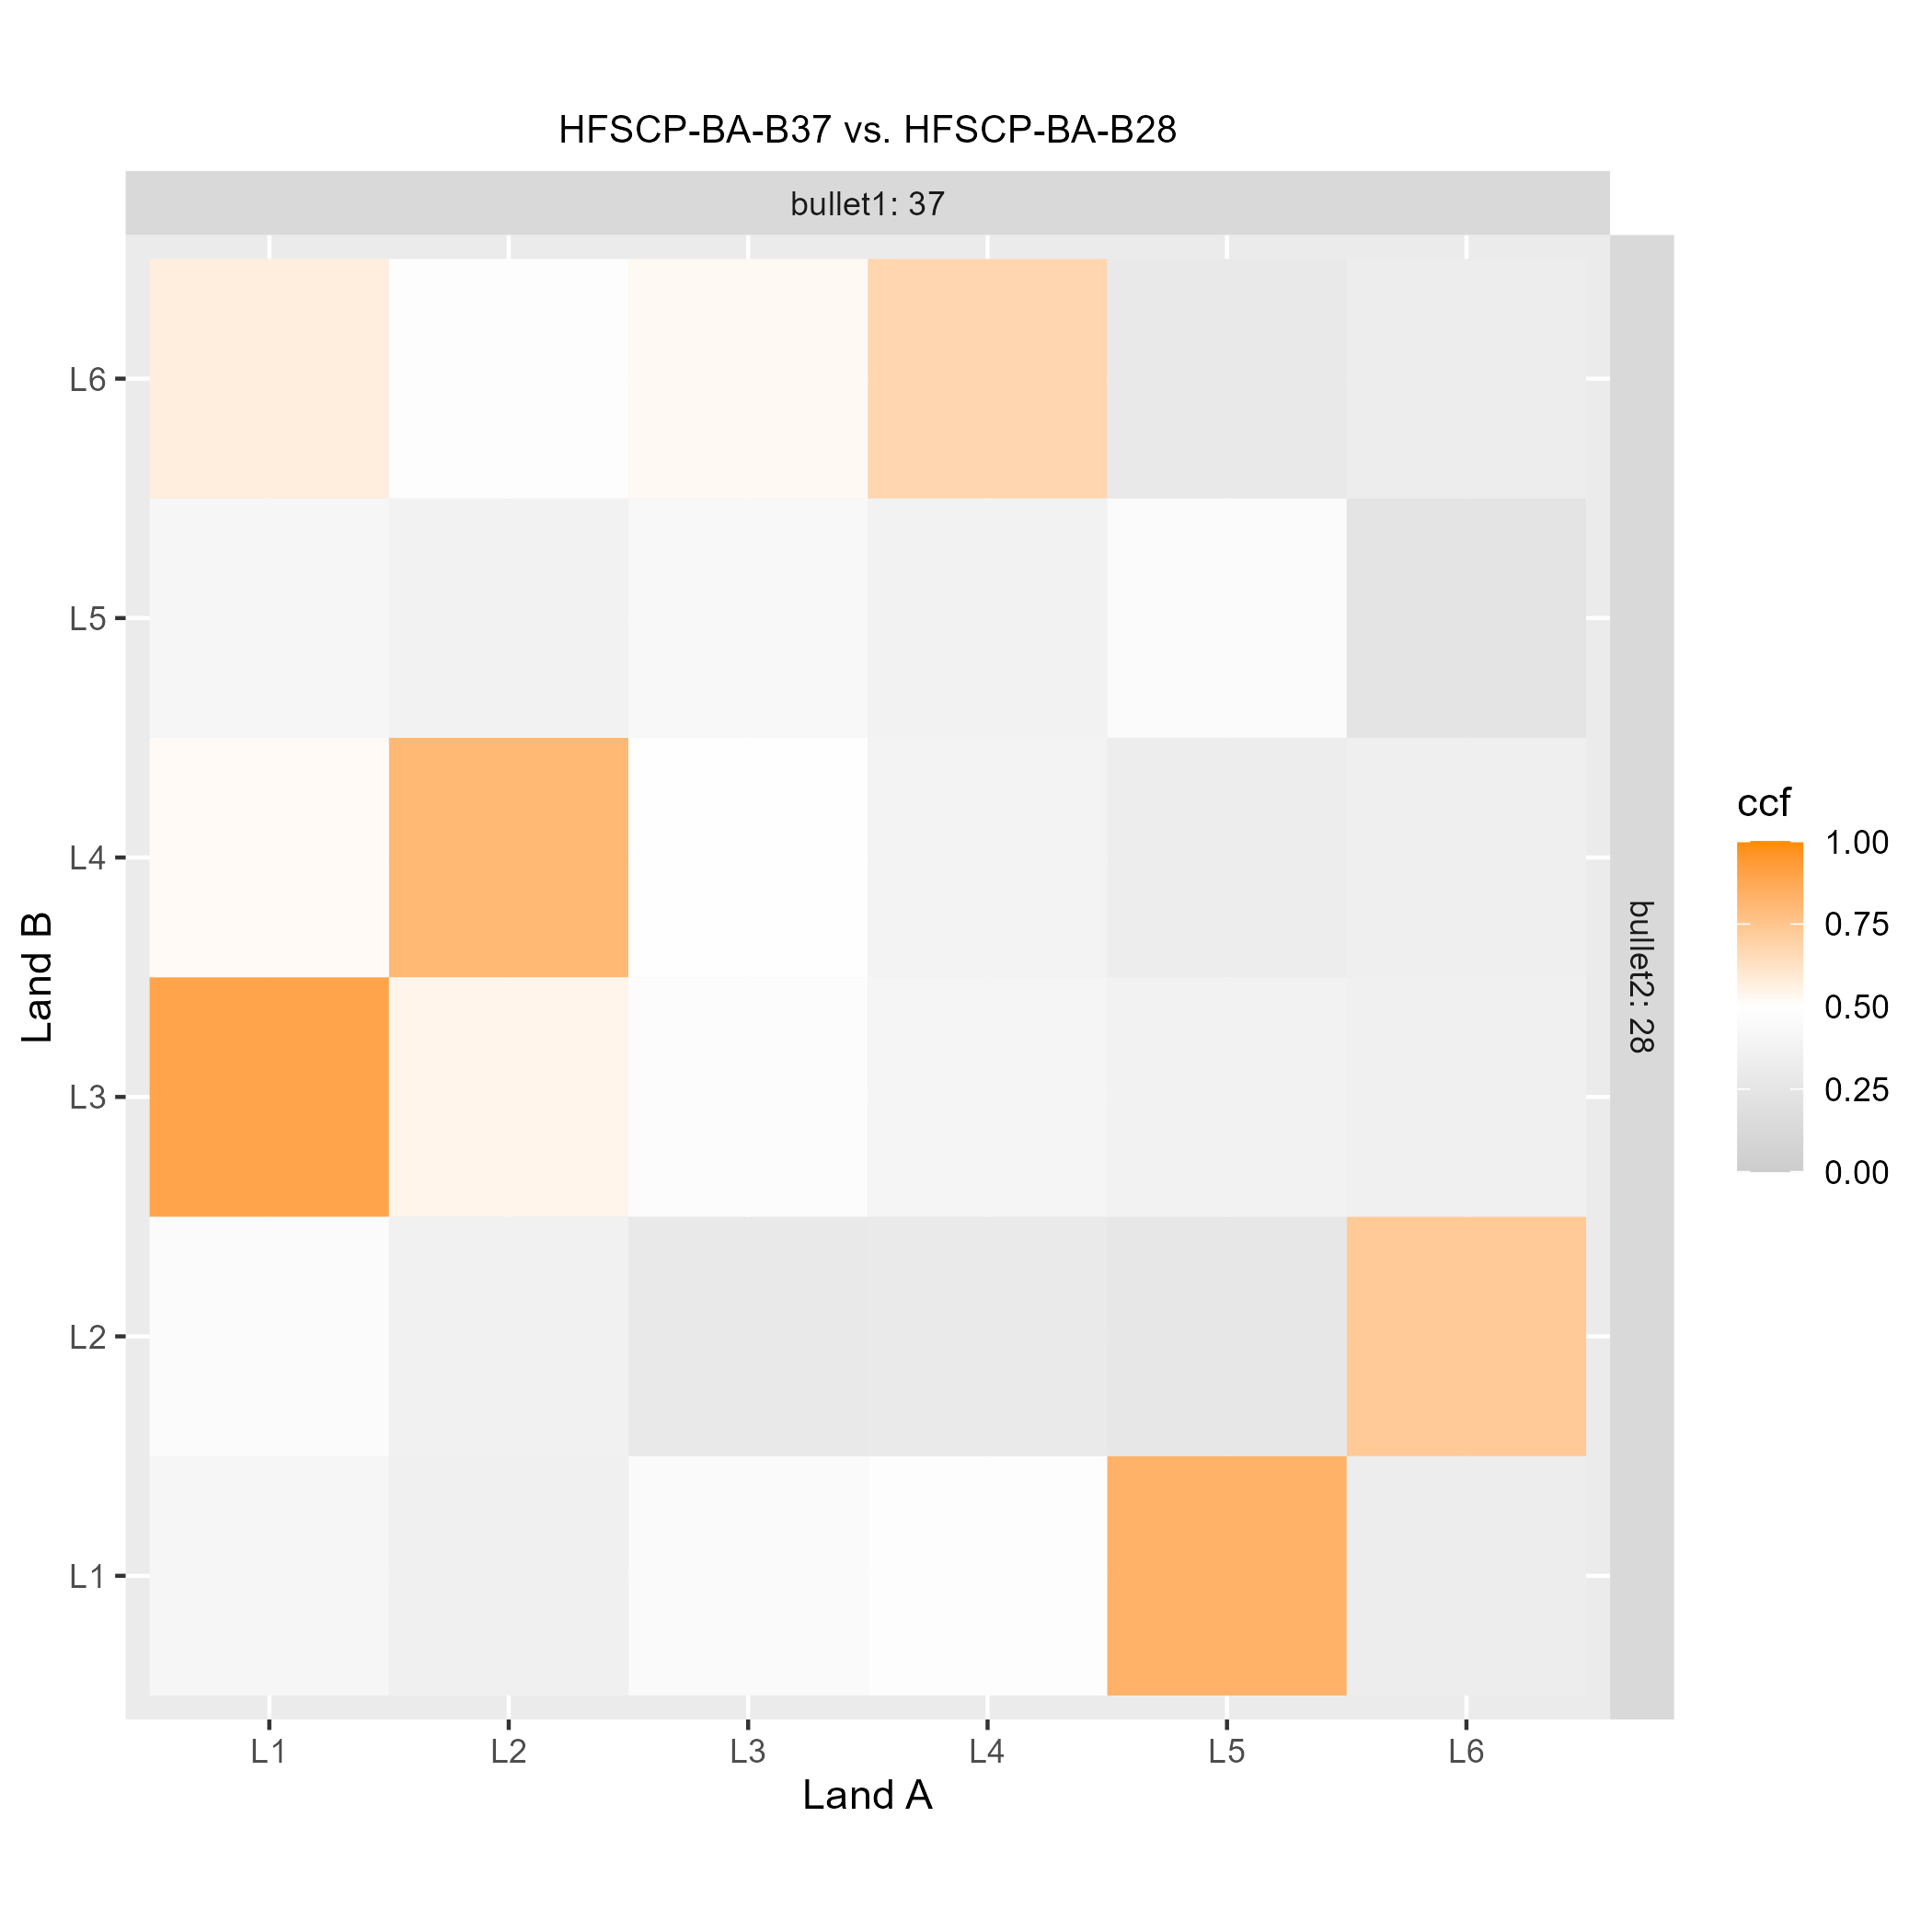 HFSCP-BA-B37 vs. HFSCP-BA-B28
bullet1: 37
L6
L5
L4
L3
L2
L1
Land B
bullet2: 28
L1
L2
L3
L4
L5
L6
Land A
ccf
1.00
0.75
0.50
0.25
0.00